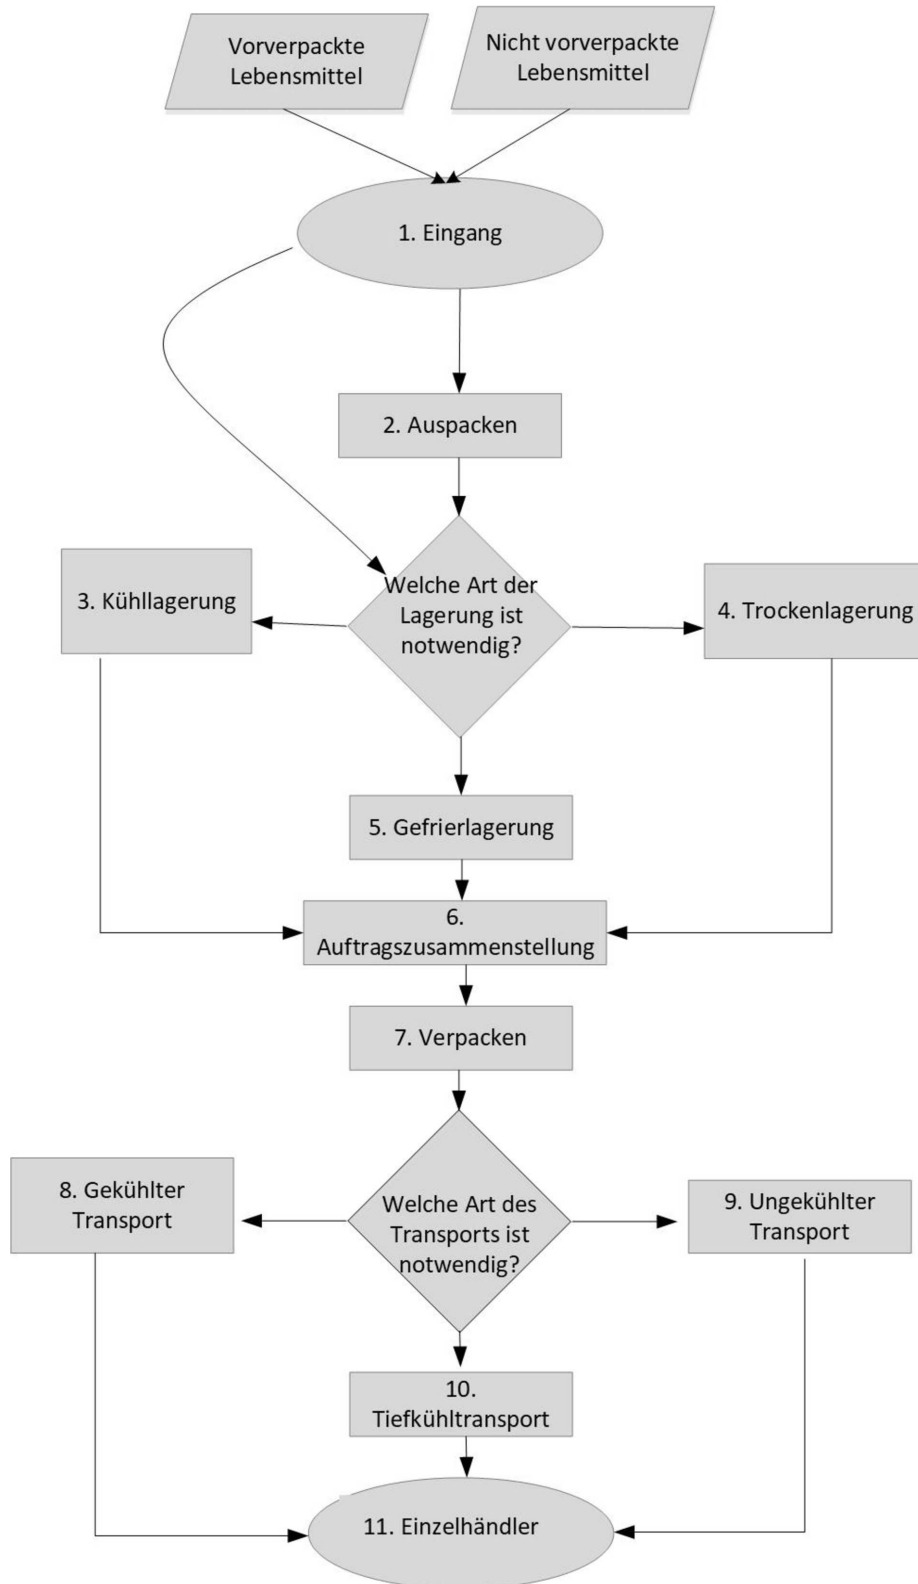 Vorverpackte
Lebensmittel
Nicht vorverpackte
Lebensmittel
1. Eingang
2. Auspacken
Welche Art der
Lagerung ist
notwendig?
3. Kühllagerung
4. Trockenlagerung
5. Gefrierlagerung
6.
Auftragszusammenstellung
7. Verpacken
Welche Art des
Transports ist
notwendig?
8. Gekühlter
Transport
9. Ungekühlter
Transport
10.
Tiefkühltransport
11. Einzelhändler